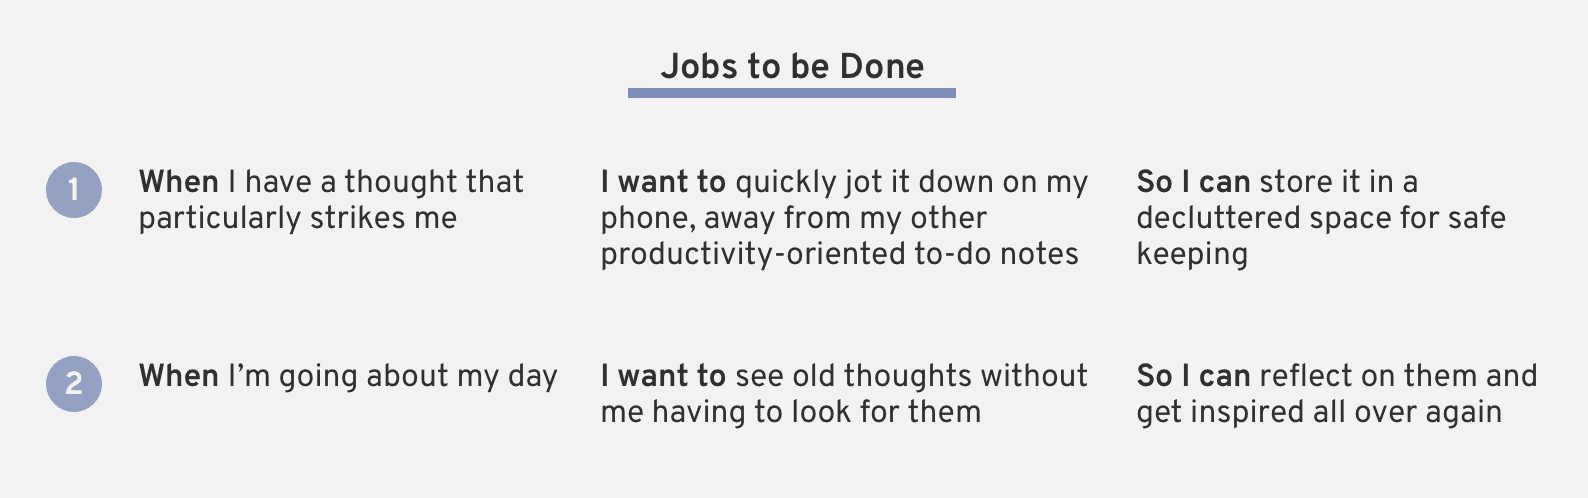 Jobs to be Done
1
When I have a thought that
particularly strikes me
I want to quickly jot it down on my
phone, away from my other
productivity-oriented to-do notes
So I can store it in a
decluttered space for safe
keeping
2
When I’m going about my day
I want to see old thoughts without
me having to look for them
So I can reflect on them and
get inspired all over again